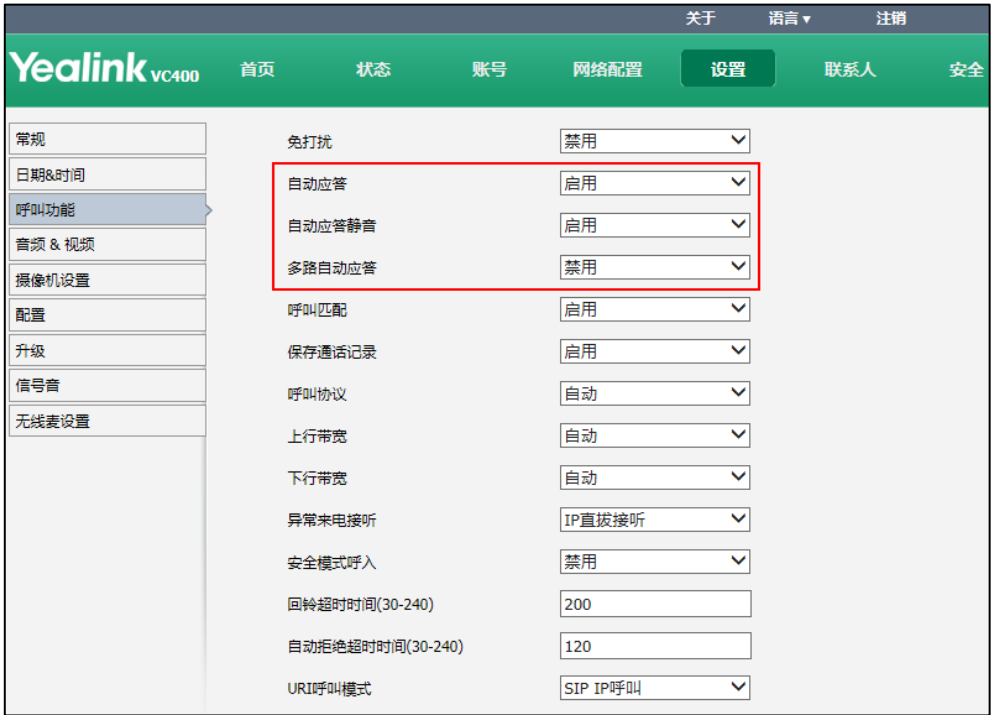 关于 语言▼ 注销
Yealink VC400 首页 状态 账号 网络配置 设置 联系人 安全
常规
日期&时间
呼叫功能
音频 & 视频
摄像机设置
配置
升级
信号音
无线麦设置
免打扰 禁用
自动应答 启用
自动应答静音 启用
多路自动应答 禁用
呼叫匹配 启用
保存通话记录 启用
呼叫协议 自动
上行带宽 自动
下行带宽 自动
异常来电接听 IP直拔接听
安全模式呼入 禁用
回铃超时时间(30-240) 200
自动拒绝超时时间(30-240) 120
URI呼叫模式 SIP IP呼叫